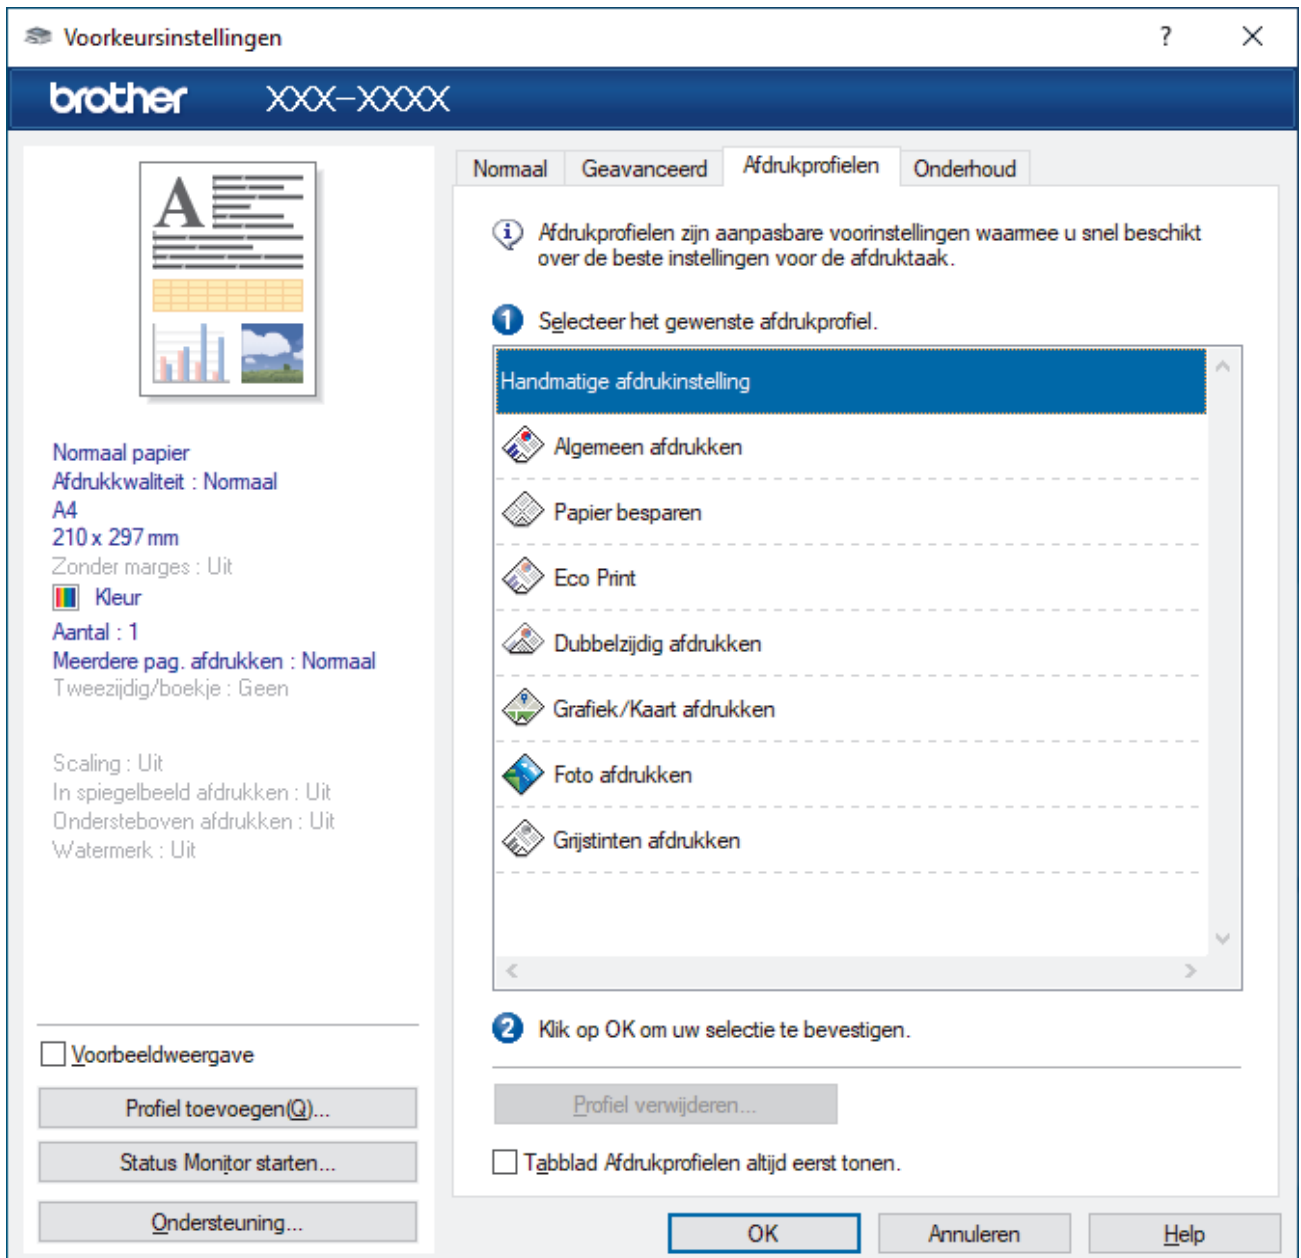 Voorkeursinstellingen
?
brother XXX-XXXX
A
Normaal papier
Afdrukkwaliteit : Normaal
A4
210 x 297 mm
Zonder marges : Uit
Kleur
Aantal : 1
Meerdere pag. afdrukken : Normaal
Tweezijdig/boekje : Geen
Scaling : Uit
In spiegelbeeld afdrukken : Uit
Ondersteboven afdrukken : Uit
Watermerk : Uit
Voorbeeldweergave
Profiel toevoegen(Q)...
Status Monitor starten...
Ondersteuning...
Normaal Geavanceerd Afdrukprofielen Onderhoud
Afdrukprofielen zijn aanpasbare voorinstellingen waarmee u snel beschikt
over de beste instellingen voor de afdruktaak.
1 Selecteer het gewenste afdrukprofiel.
Handmatige afdrukinstelling
Algemeen afdrukken
Papier besparen
Eco Print
Dubbelzijdig afdrukken
Grafiek/Kaart afdrukken
Foto afdrukken
Grijstinten afdrukken
2 Klik op OK om uw selectie te bevestigen.
Profiel verwijderen...
Tabblad Afdrukprofielen altijd eerst tonen.
OK Annuleren Help